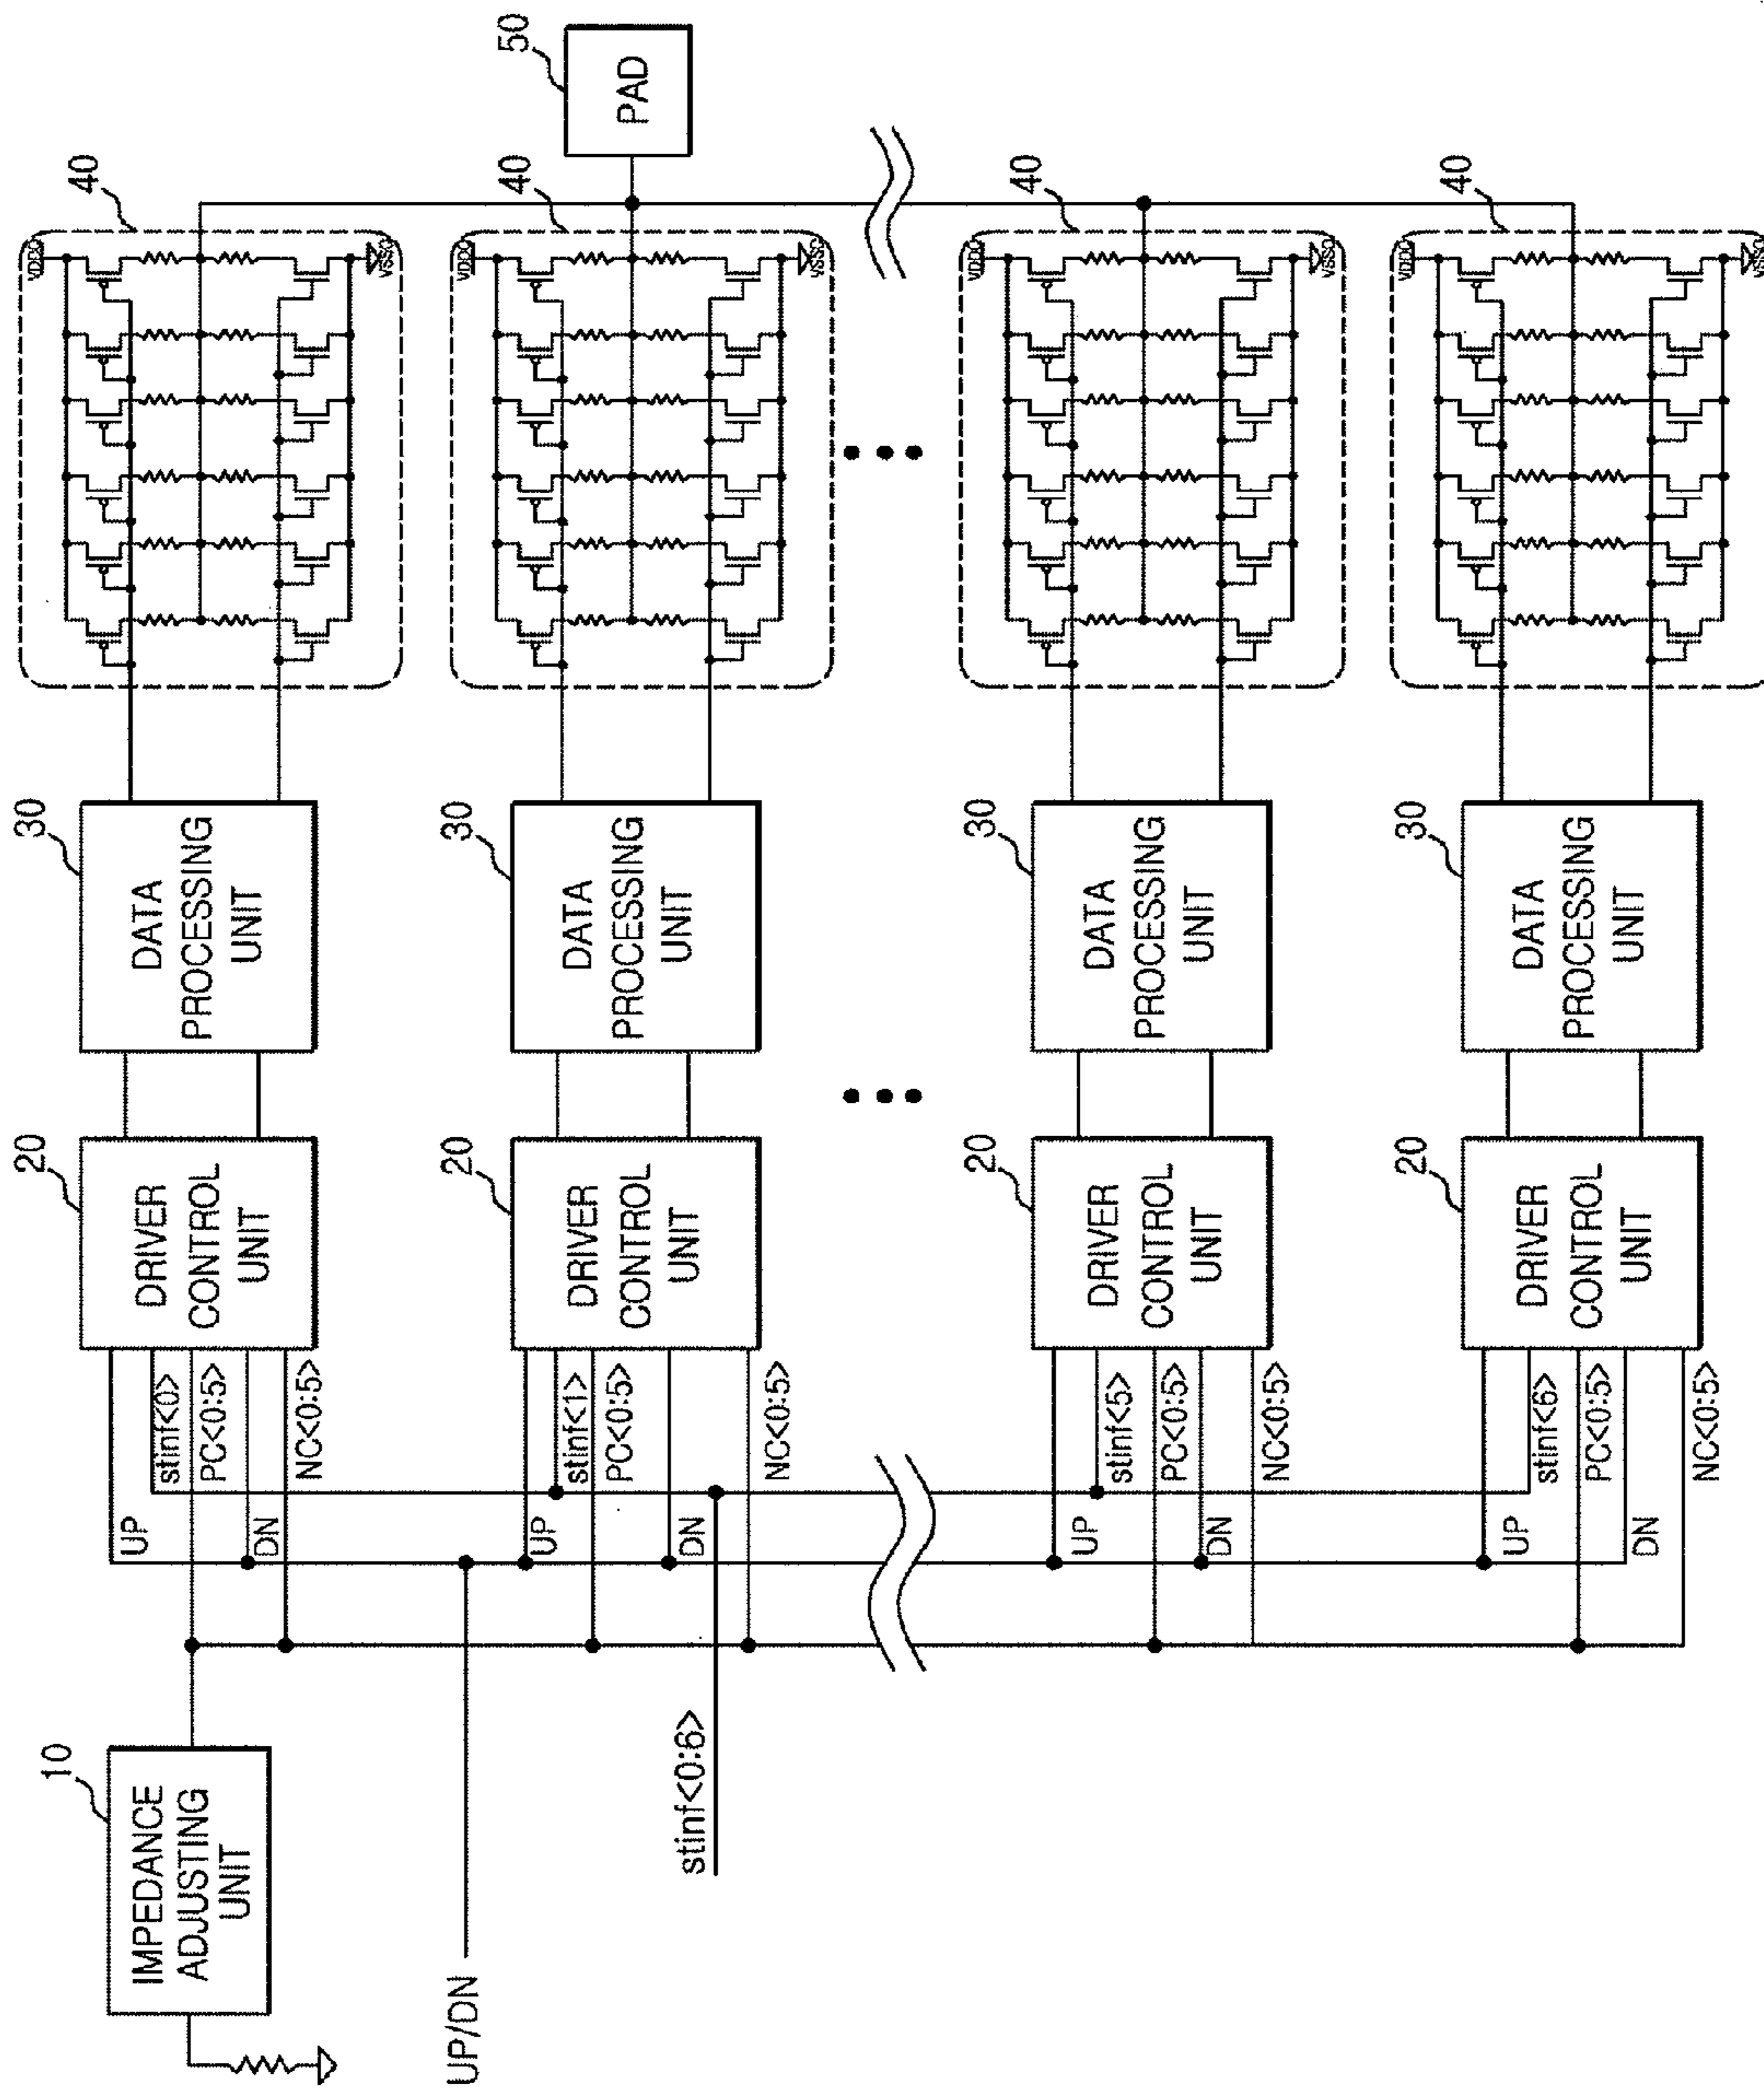 10
IMPEDANCE
ADJUSTING
UNIT
UP/DN
stinf<0:6>
UP
stinf<0>
PC<0:5>
DN
NC<0:5>
20
DRIVER
CONTROL
UNIT
30
DATA
PROCESSING
UNIT
40
VDDQ
VSSQ
UP
stinf<1>
PC<0:5>
DN
NC<0:5>
20
DRIVER
CONTROL
UNIT
30
DATA
PROCESSING
UNIT
40
VDDQ
VSSQ
50
PAD
UP
stinf<5>
PC<0:5>
DN
NC<0:5>
20
DRIVER
CONTROL
UNIT
30
DATA
PROCESSING
UNIT
40
VDDQ
VSSQ
UP
stinf<6>
PC<0:5>
DN
NC<0:5>
20
DRIVER
CONTROL
UNIT
30
DATA
PROCESSING
UNIT
40
VDDQ
VSSQ